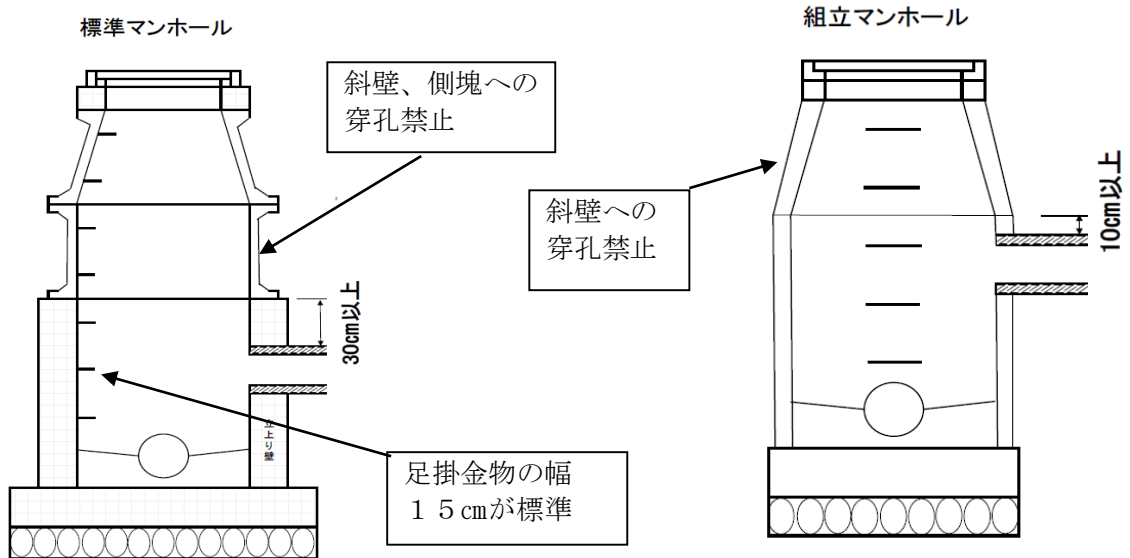 標準マンホール
組立マンホール
斜壁、側塊への
穿孔禁止
斜壁への
穿孔禁止
10㎝以上
30㎝以上
立上り壁
足掛金物の幅
１５㎝が標準